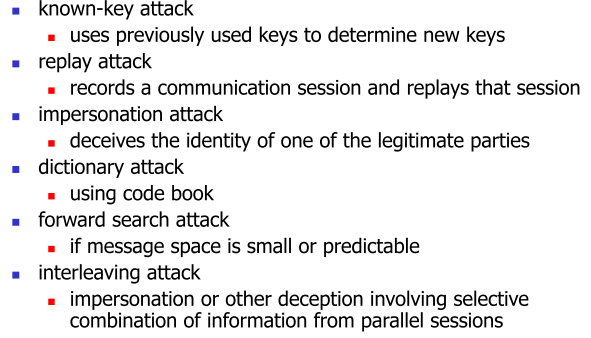 known-key attack
uses previously used keys to determine new keys
replay attack
records a communication session and replays that session
impersonation attack
deceives the identity of one of the legitimate parties
dictionary attack
using code book
forward search attack
if message space is small or predictable
interleaving attack
impersonation or other deception involving selective
combination of information from parallel sessions